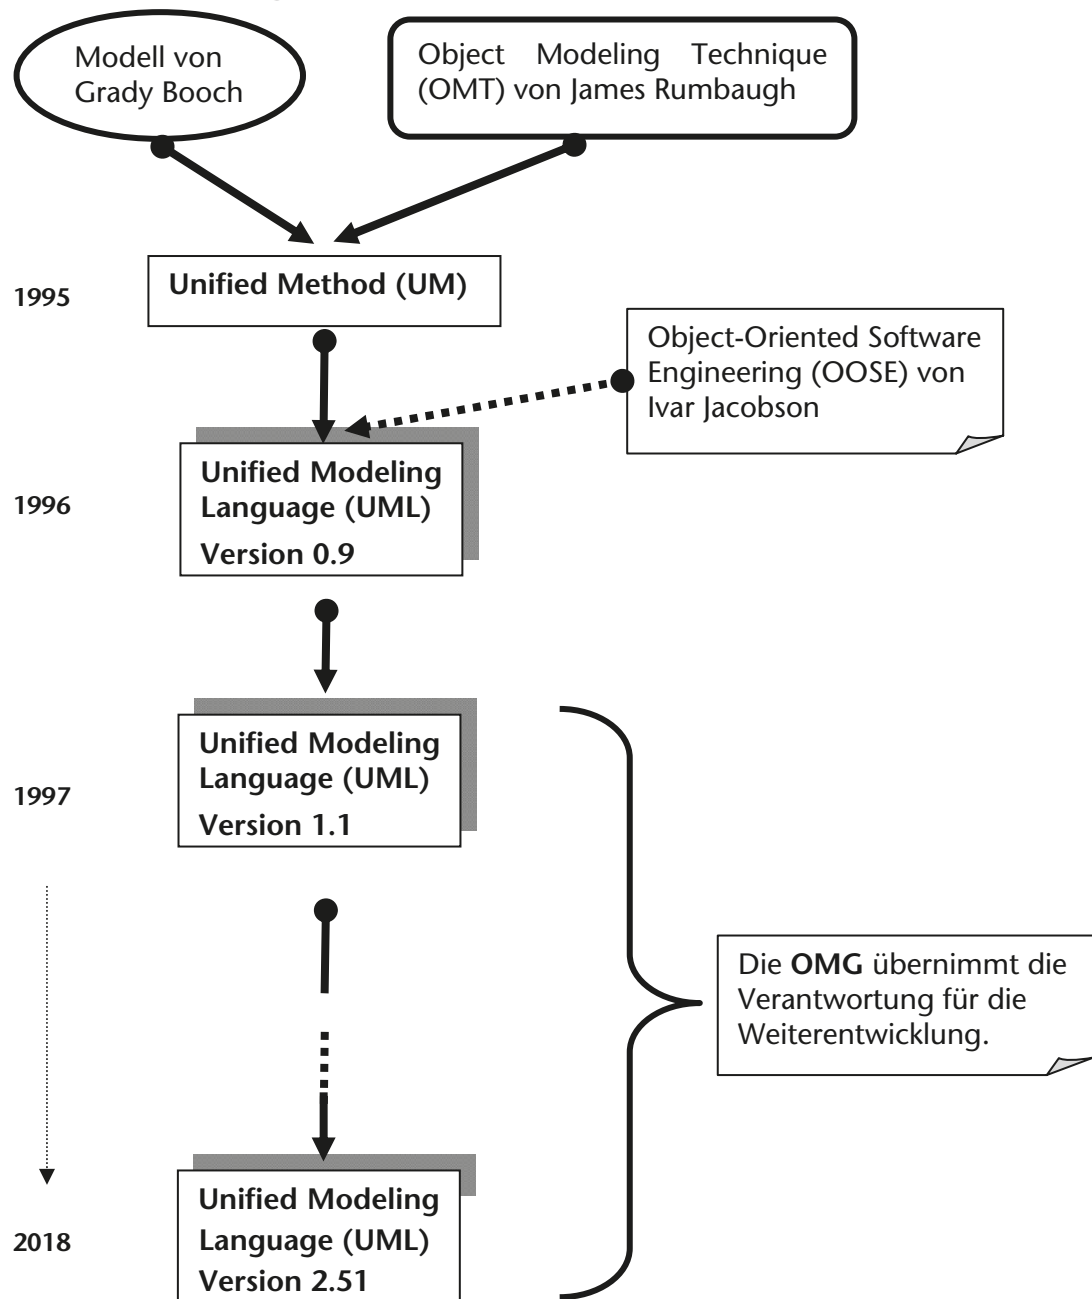 Modell von
Grady Booch
Object Modeling Technique
(OMT) von James Rumbaugh
1995
Unified Method (UM)
Object-Oriented Software
Engineering (OOSE) von
Ivar Jacobson
1996
Unified Modeling
Language (UML)
Version 0.9
1997
Unified Modeling
Language (UML)
Version 1.1
Die OMG übernimmt die
Verantwortung für die
Weiterentwicklung.
2018
Unified Modeling
Language (UML)
Version 2.51